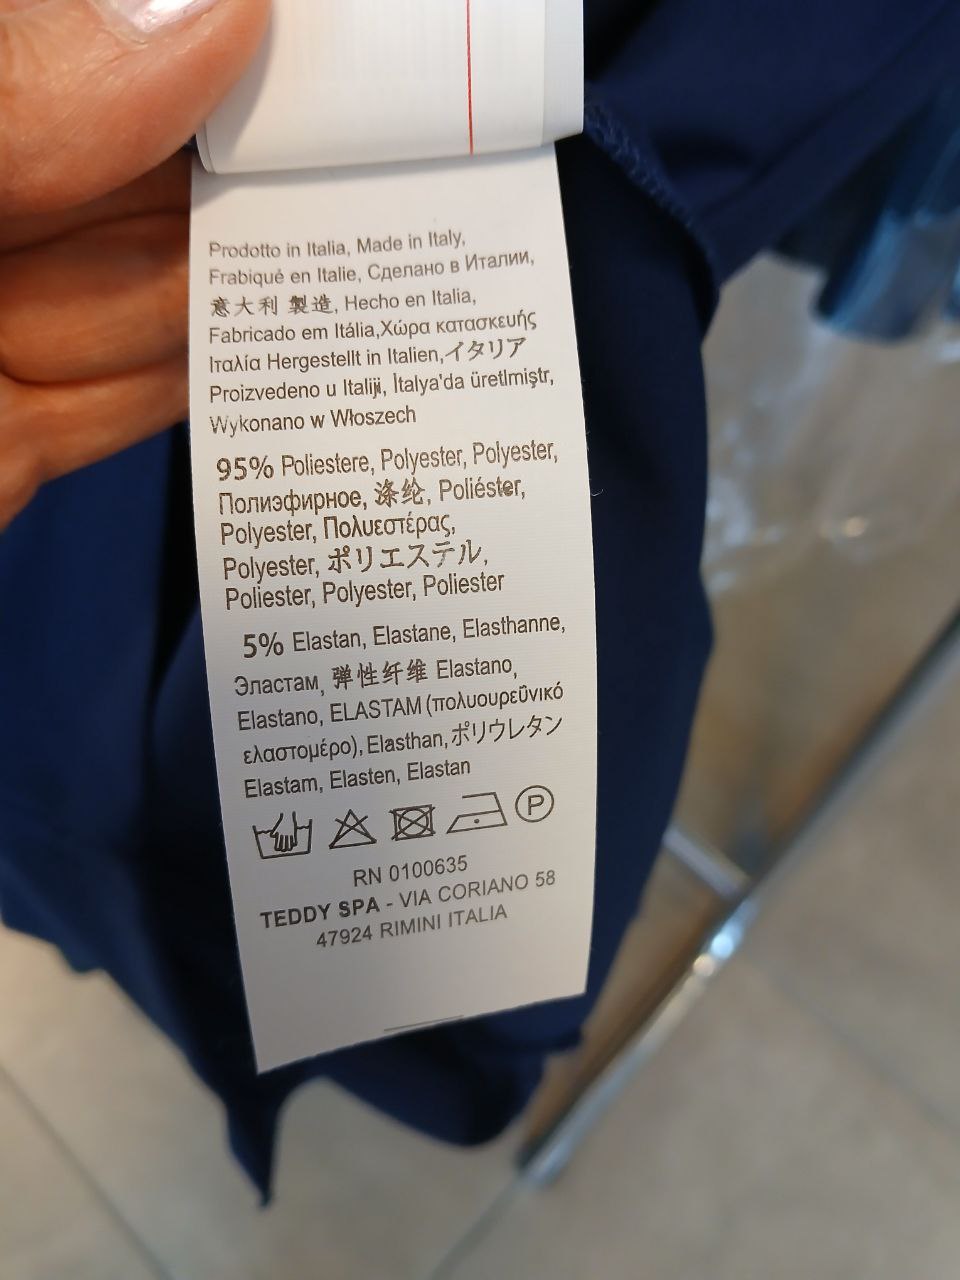 Prodotto in Italia, Made in Italy,
Frabiqué en Italie, Сделано в Италии,
意大利 製造, Hecho en Italia,
Fabricado em Itália,Χώρα κατασκευής
Ιταλία Hergestellt in Italien,イタリア
Proizvedeno u Italiji, İtalya'da üretlmiştr,
Wykonano w Włoszech
95% Poliestere, Polyester, Polyester,
Полиэфирное, 涤纶, Poliéster,
Polyester, Πολυεστέρας,
Polyester, ポリエステル,
Poliester, Polyester, Poliester
5% Elastan, Elastane, Elasthanne,
Эластам, 弹性纤维 Elastano,
Elastano, ELASTAM (πολυουρεϋνικό
ελαστομέρο), Elasthan,ポリウレタン
Elastam, Elasten, Elastan
P
RN 0100635
TEDDY SPA - VIA CORIANO 58
47924 RIMINI ITALIA